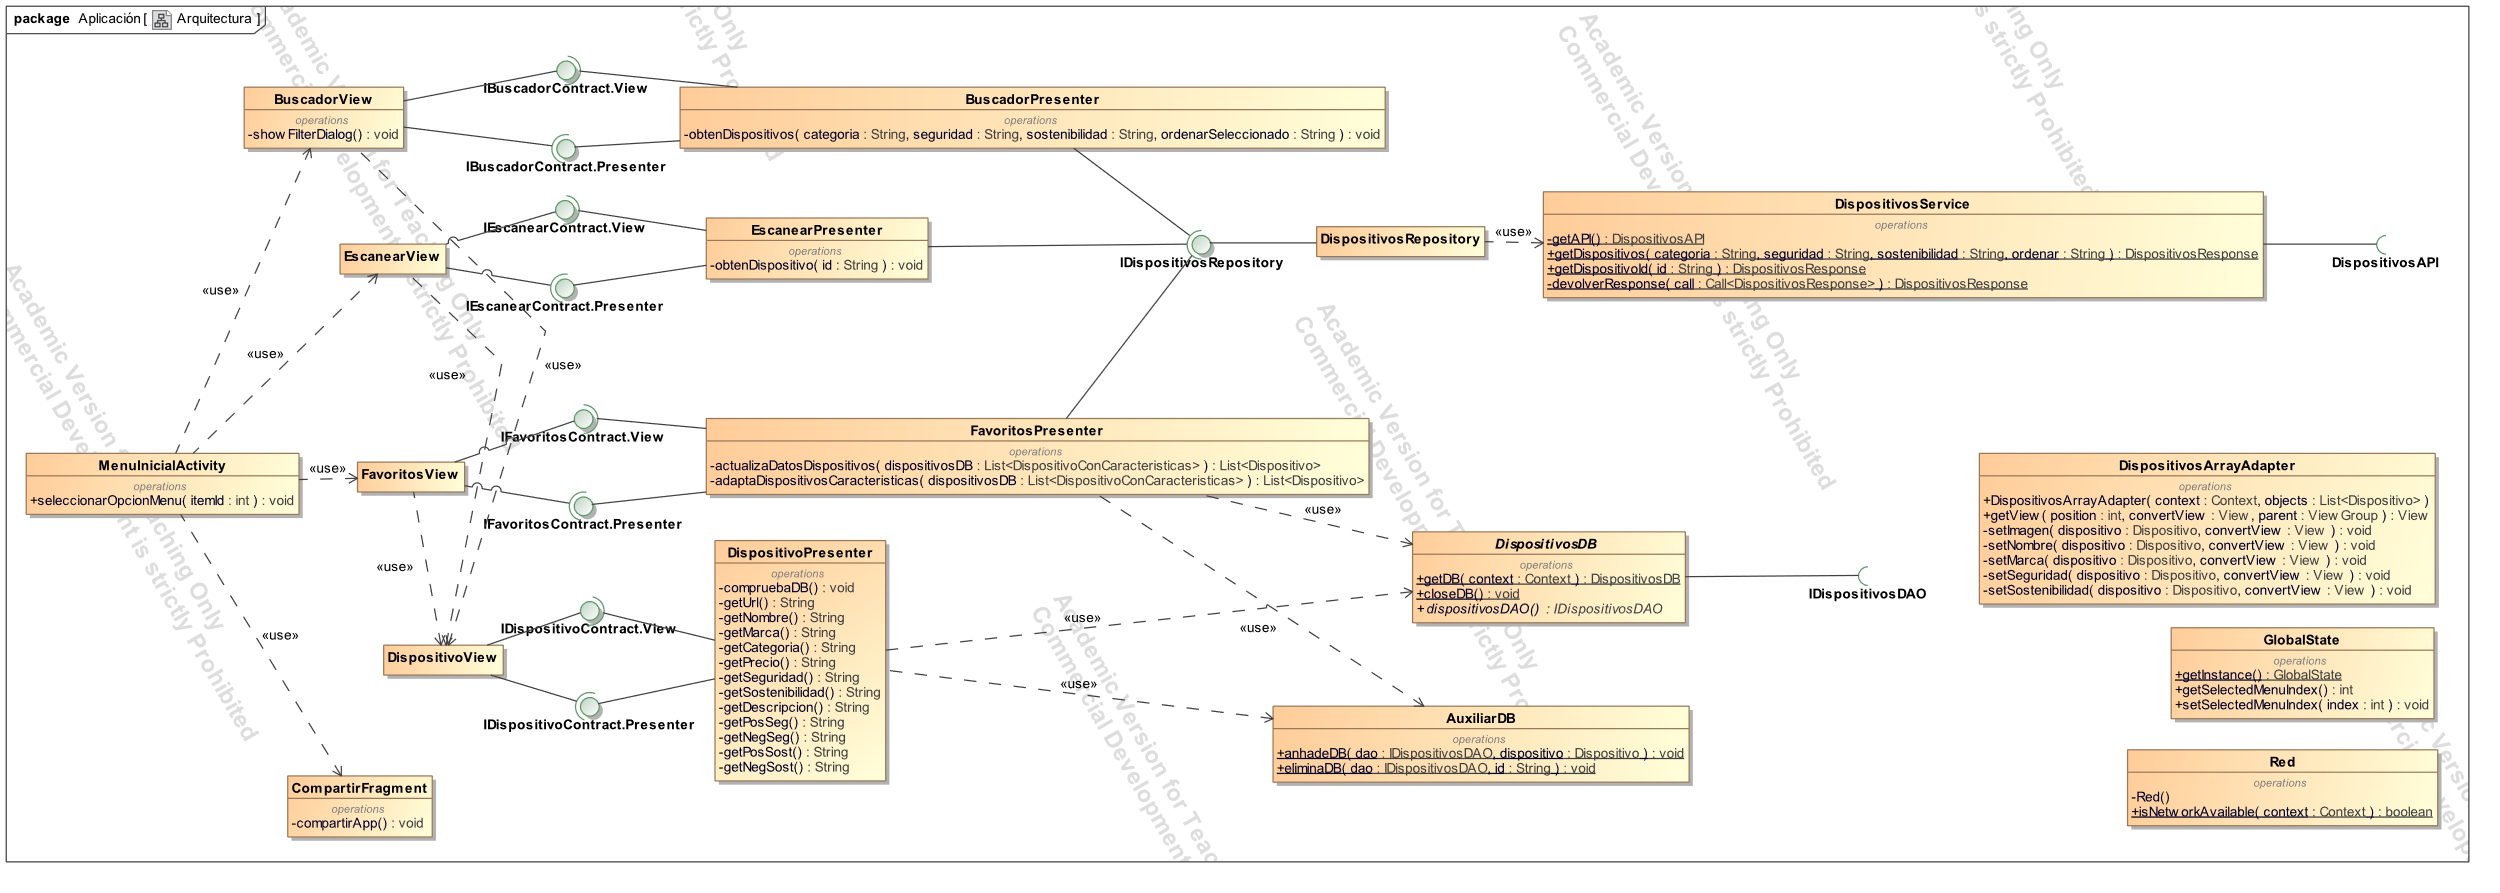 package Aplicación [ Arquitectura ]
BuscadorView
operations
-showFilterDialog() : void
IBuscadorContract.View
IBuscadorContract.Presenter
BuscadorPresenter
operations
-obtenDispositivos( categoria : String, seguridad : String, sostenibilidad : String, ordenarSeleccionado : String ) : void
EscanearView
IEscanearContract.View
IEscanearContract.Presenter
EscanearPresenter
operations
-obtenDispositivo( id : String ) : void
IDispositivosRepository
DispositivosRepository
«use»
DispositivosService
operations
-getAPI() : DispositivosAPI
+getDispositivos( categoria : String, seguridad : String, sostenibilidad : String, ordenar : String ) : DispositivosResponse
+getDispositivoId( id : String ) : DispositivosResponse
-devolverResponse( call : Call<DispositivosResponse> ) : DispositivosResponse
DispositivosAPI
«use»
«use»
«use»
«use»
MenuInicialActivity
operations
+seleccionarOpcionMenu( itemId : int ) : void
«use»
FavoritosView
IFavoritosContract.View
IFavoritosContract.Presenter
FavoritosPresenter
operations
-actualizaDatosDispositivos( dispositivosDB : List<DispositivoConCaracteristicas> ) : List<Dispositivo>
-adaptaDispositivosCaracteristicas( dispositivosDB : List<DispositivoConCaracteristicas> ) : List<Dispositivo>
«use»
«use»
«use»
DispositivoView
IDispositivoContract.View
IDispositivoContract.Presenter
DispositivoPresenter
operations
-compruebaDB() : void
-getUrl() : String
-getNombre() : String
-getMarca() : String
-getCategoria() : String
-getPrecio() : String
-getSeguridad() : String
-getSostenibilidad() : String
-getDescripcion() : String
-getPosSeg() : String
-getNegSeg() : String
-getPosSost() : String
-getNegSost() : String
«use»
«use»
«use»
DispositivosDB
operations
+getDB( context : Context ) : DispositivosDB
+closeDB() : void
+dispositivosDAO() : IDispositivosDAO
IDispositivosDAO
AuxiliarDB
operations
+anhadeDB( dao : IDispositivosDAO, dispositivo : Dispositivo ) : void
+eliminaDB( dao : IDispositivosDAO, id : String ) : void
CompartirFragment
operations
-compartirApp() : void
DispositivosArrayAdapter
operations
+DispositivosArrayAdapter( context : Context, objects : List<Dispositivo> )
+getView( position : int, convertView : View, parent : ViewGroup ) : View
-setImagen( dispositivo : Dispositivo, convertView : View ) : void
-setNombre( dispositivo : Dispositivo, convertView : View ) : void
-setMarca( dispositivo : Dispositivo, convertView : View ) : void
-setSeguridad( dispositivo : Dispositivo, convertView : View ) : void
-setSostenibilidad( dispositivo : Dispositivo, convertView : View ) : void
GlobalState
operations
+getInstance() : GlobalState
+getSelectedMenuIndex() : int
+setSelectedMenuIndex( index : int ) : void
Red
operations
-Red()
+isNetworkAvailable( context : Context ) : boolean